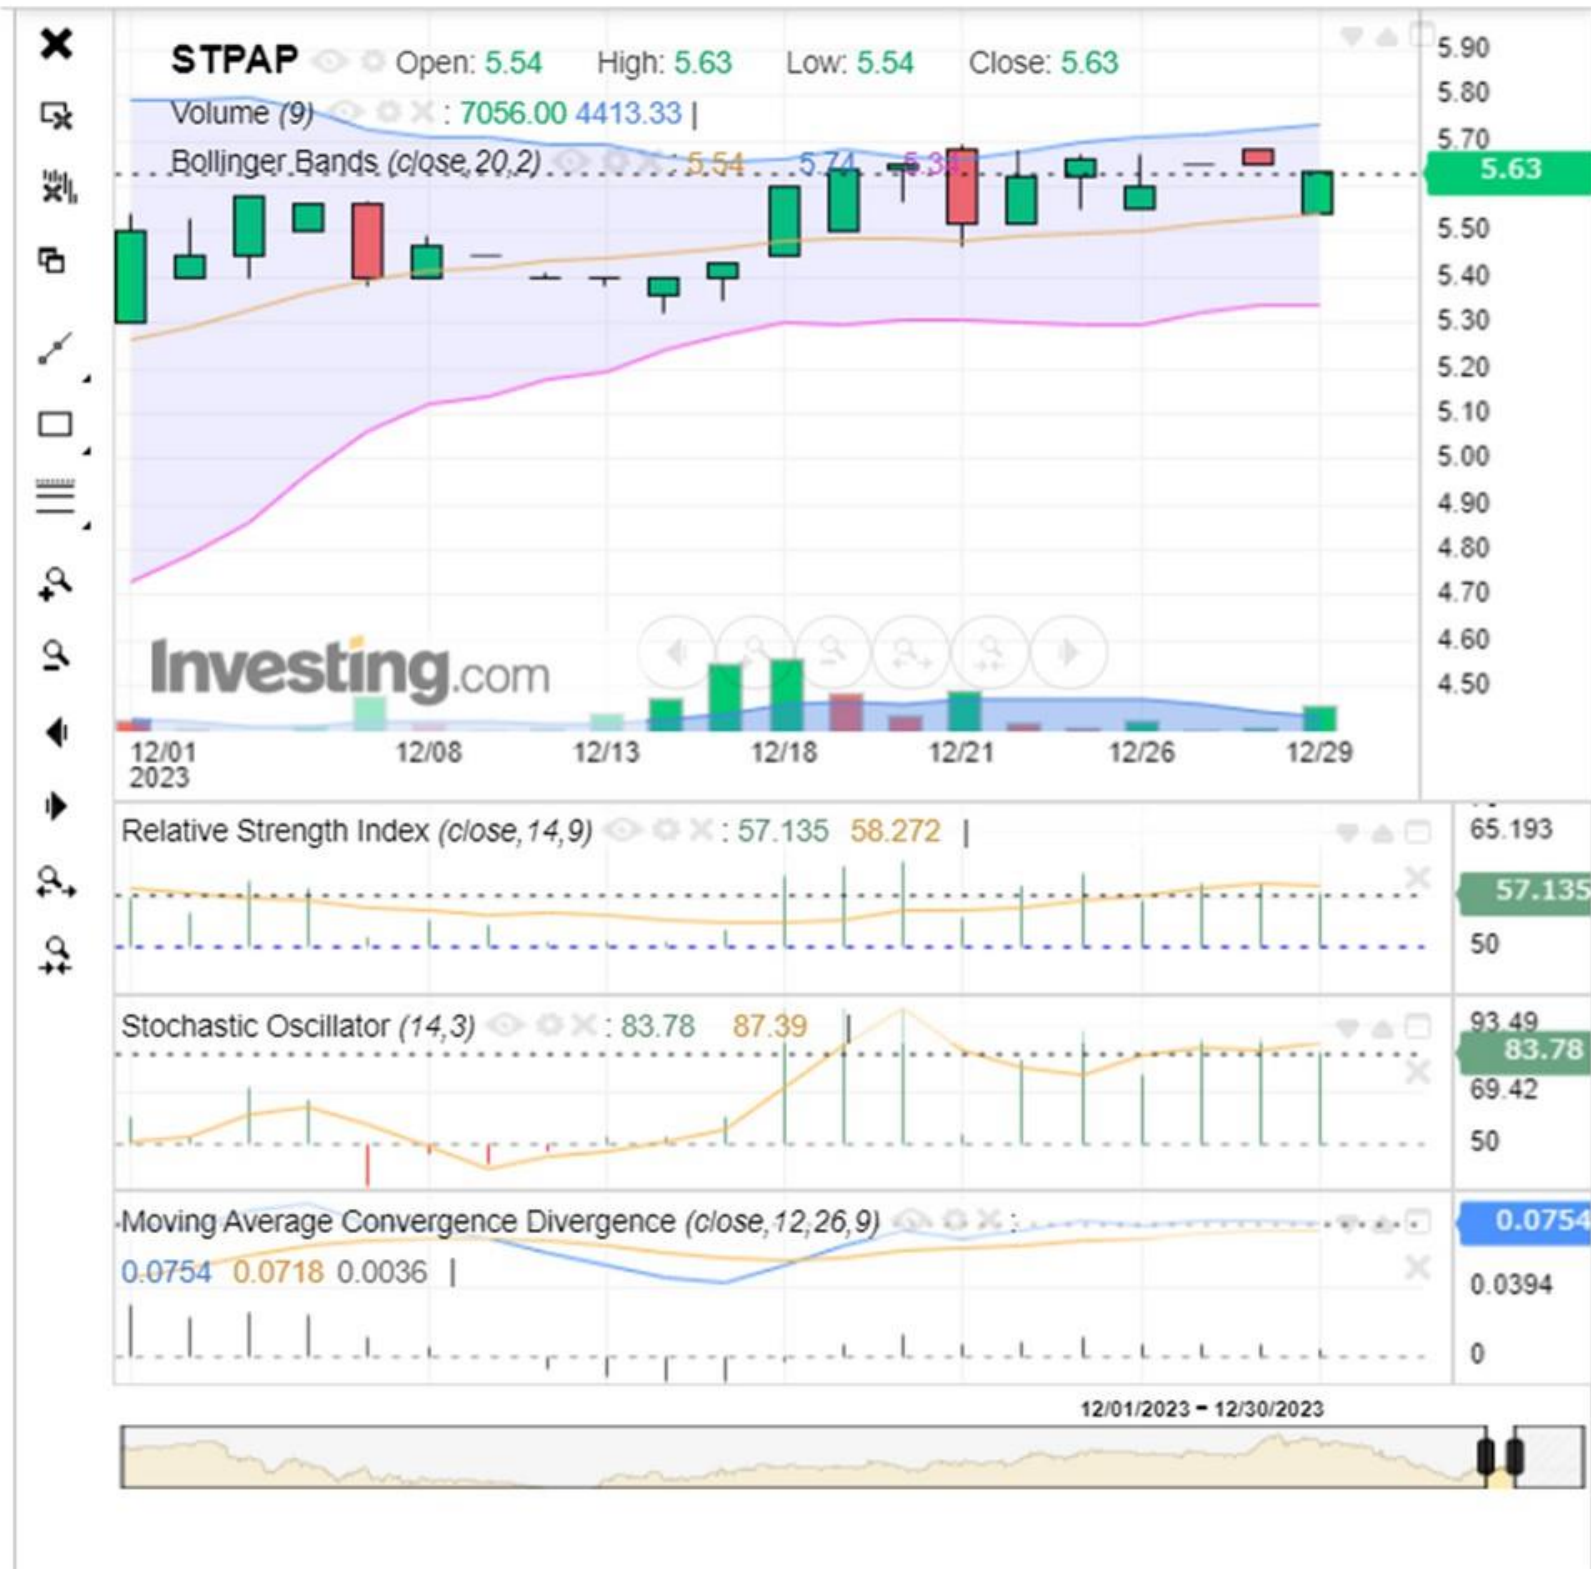 STPAP Open: 5.54 High: 5.63 Low: 5.54 Close: 5.63
Volume (9) : 7056.00 4413.33 |
Bollinger Bands (close,20,2) : 5.54 5.74 5.34
5.90
5.80
5.70
5.63
5.50
5.40
5.30
5.20
5.10
5.00
4.90
4.80
4.70
4.60
4.50
Investing.com
12/01 12/08 12/13 12/18 12/21 12/26 12/29
2023
Relative Strength Index (close,14,9) : 57.135 58.272 |
65.193
57.135
50
Stochastic Oscillator (14,3) : 83.78 87.39 |
93.49
83.78
69.42
50
Moving Average Convergence Divergence (close,12,26,9) :
0.0754 0.0718 0.0036 |
0.0754
0.0394
0
12/01/2023 - 12/30/2023